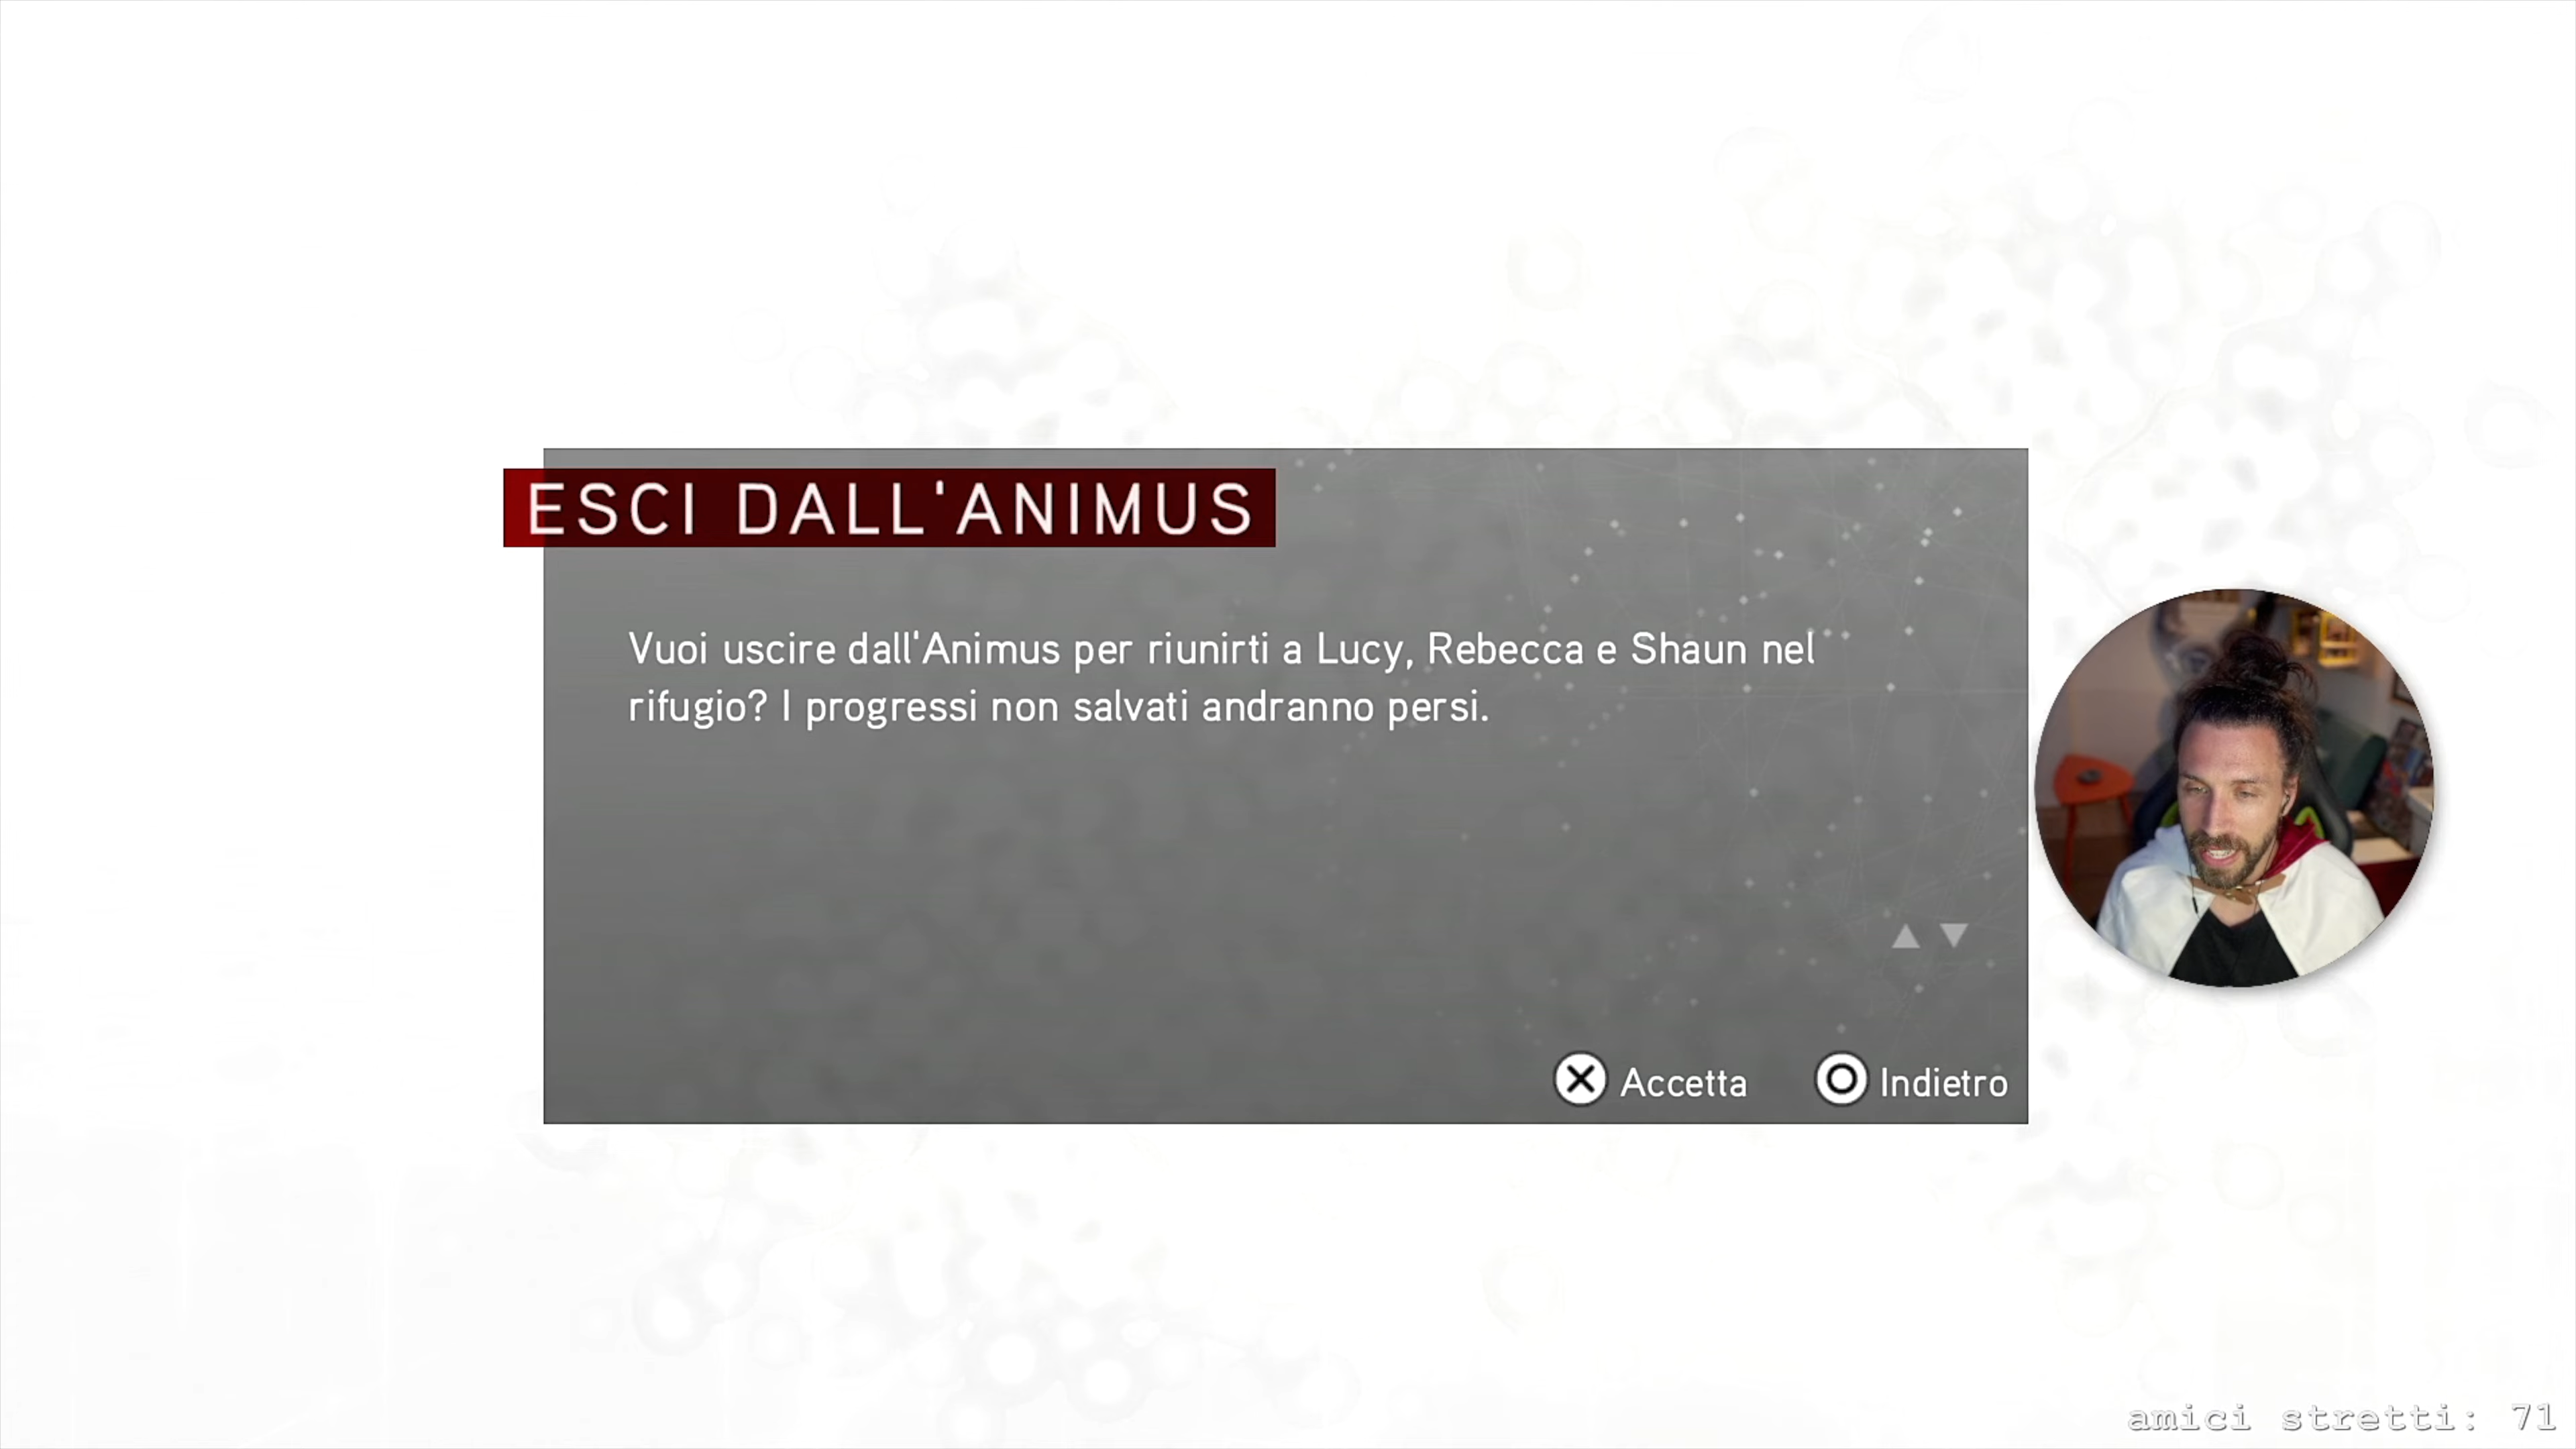 ESCI DALL'ANIMUS
Vuoi uscire dall'Animus per riunirti a Lucy, Rebecca e Shaun nel
rifugio? I progressi non salvati andranno persi.
Accetta Indietro
amici stretti: 71